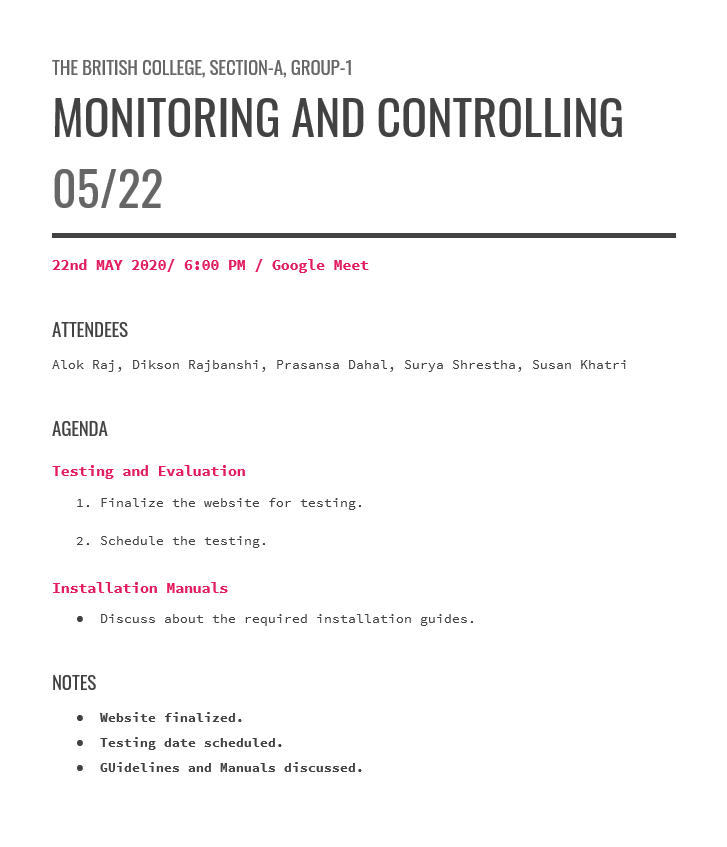 THE BRITISH COLLEGE, SECTION-A, GROUP-1
MONITORING AND CONTROLLING
05/22
22nd MAY 2020/ 6:00 PM / Google Meet
ATTENDEES
Alok Raj, Dikson Rajbanshi, Prasansa Dahal, Surya Shrestha, Susan Khatri
AGENDA
Testing and Evaluation
1. Finalize the website for testing.
2. Schedule the testing.
Installation Manuals
● Discuss about the required installation guides.
NOTES
● Website finalized.
● Testing date scheduled.
● GUidelines and Manuals discussed.